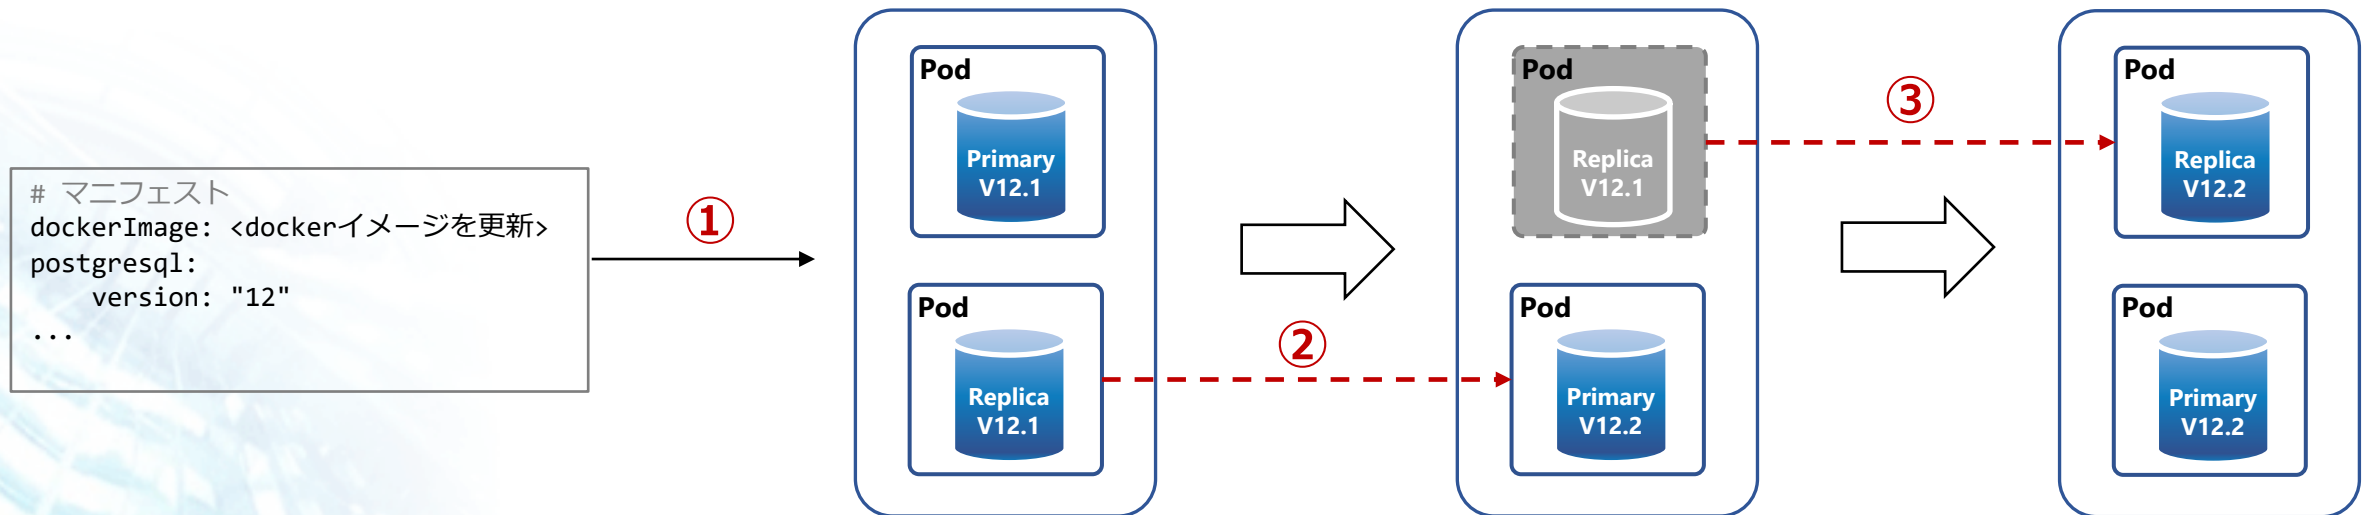 # マニフェスト
dockerImage: <dockerイメージを更新>
postgresql:
    version: "12"
...
①
Pod
Primary
V12.1
Pod
Replica
V12.1
②
Pod
Replica
V12.1
Pod
Primary
V12.2
③
Pod
Replica
V12.2
Pod
Primary
V12.2